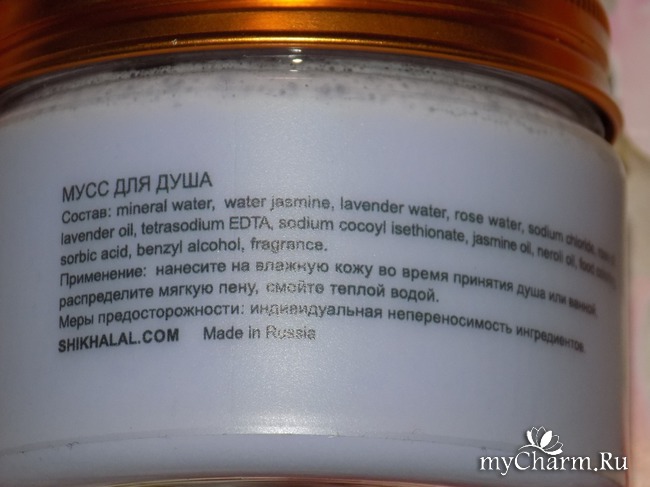 МУСС ДЛЯ ДУША
Состав: mineral water, water jasmine, lavender water, rose water, sodium chloride,
lavender oil, tetrasodium EDTA, sodium cocoyl isethionate, jasmine oil, neroli oil, food
sorbic acid, benzyl alcohol, fragrance.
Применение: нанесите на влажную кожу во время принятия душа или ванной,
распределите мягкую пену, смойте теплой водой.
Меры предосторожности: индивидуальная непереносимость ингредиентов.
SHIKHALAL.COM Made in Russia
myCharm.Ru